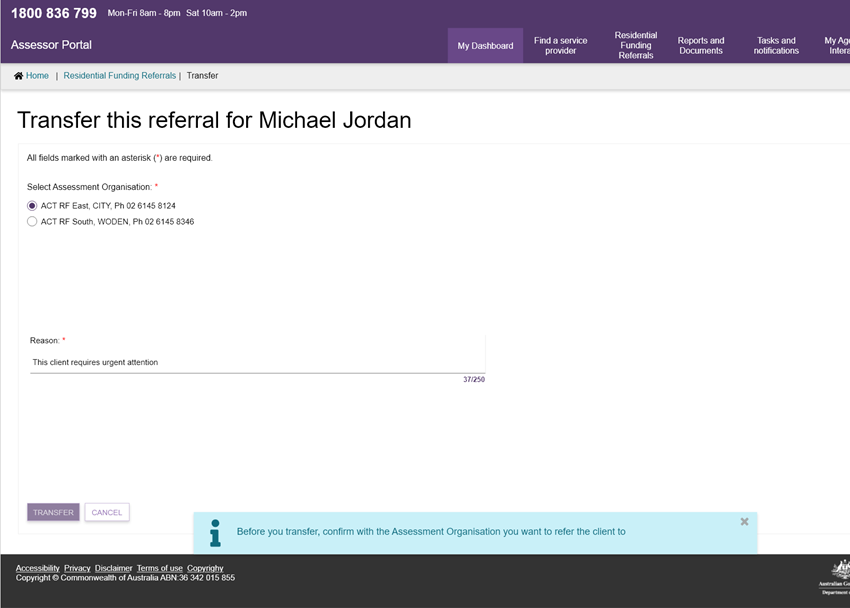 1800 836 799 Mon-Fri 8am - 8pm Sat 10am - 2pm
Assessor Portal
My Dashboard
Find a service
provider
Residential
Funding
Referrals
Reports and
Documents
Tasks and
notifications
My
Home | Residential Funding Referrals | Transfer
Transfer this referral for Michael Jordan
All fields marked with an asterisk (*) are required.
Select Assessment Organisation: *
ACT RF East, CITY, Ph 02 6145 8124
ACT RF South, WODEN, Ph 02 6145 8346
Reason: *
This client requires urgent attention
37/250
TRANSFER CANCEL
Before you transfer, confirm with the Assessment Organisation you want to refer the client to
Accessibility Privacy Disclaimer Terms of use Copyrighy
Copyright © Commonwealth of Australia ABN:36 342 015 855
Australian
Department